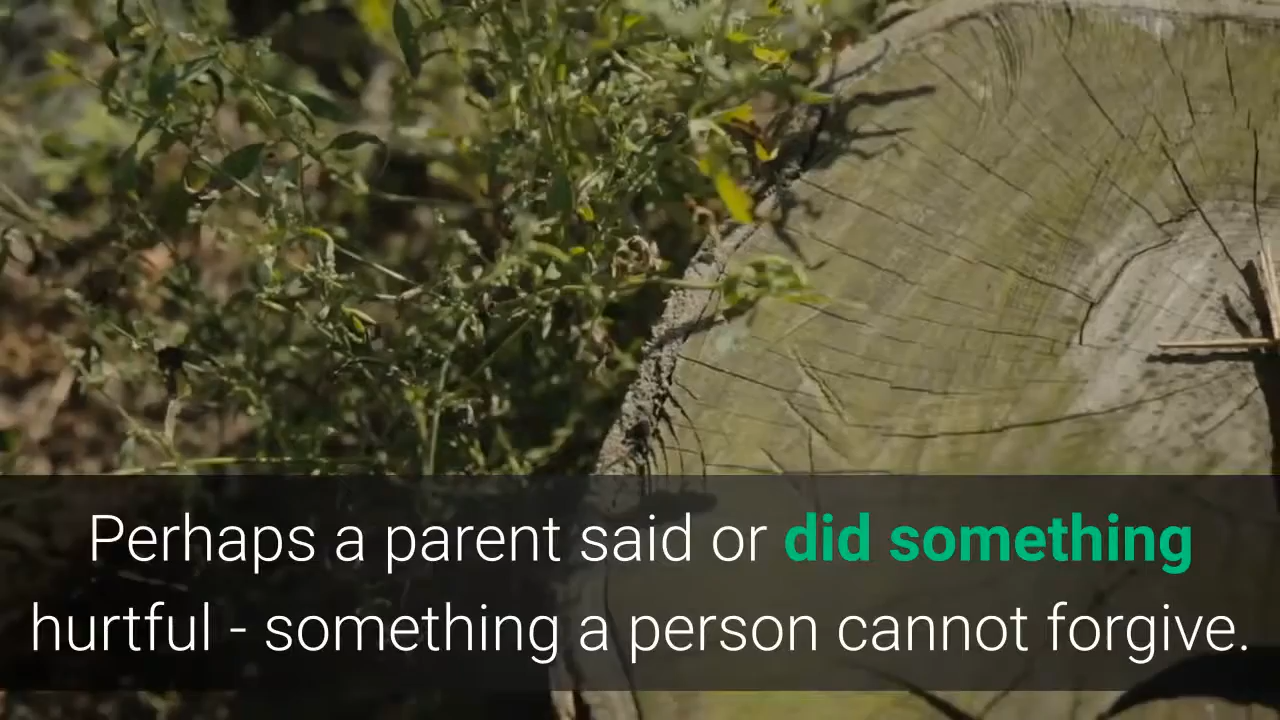 Perhaps a parent said or did something
hurtful - something a person cannot forgive.